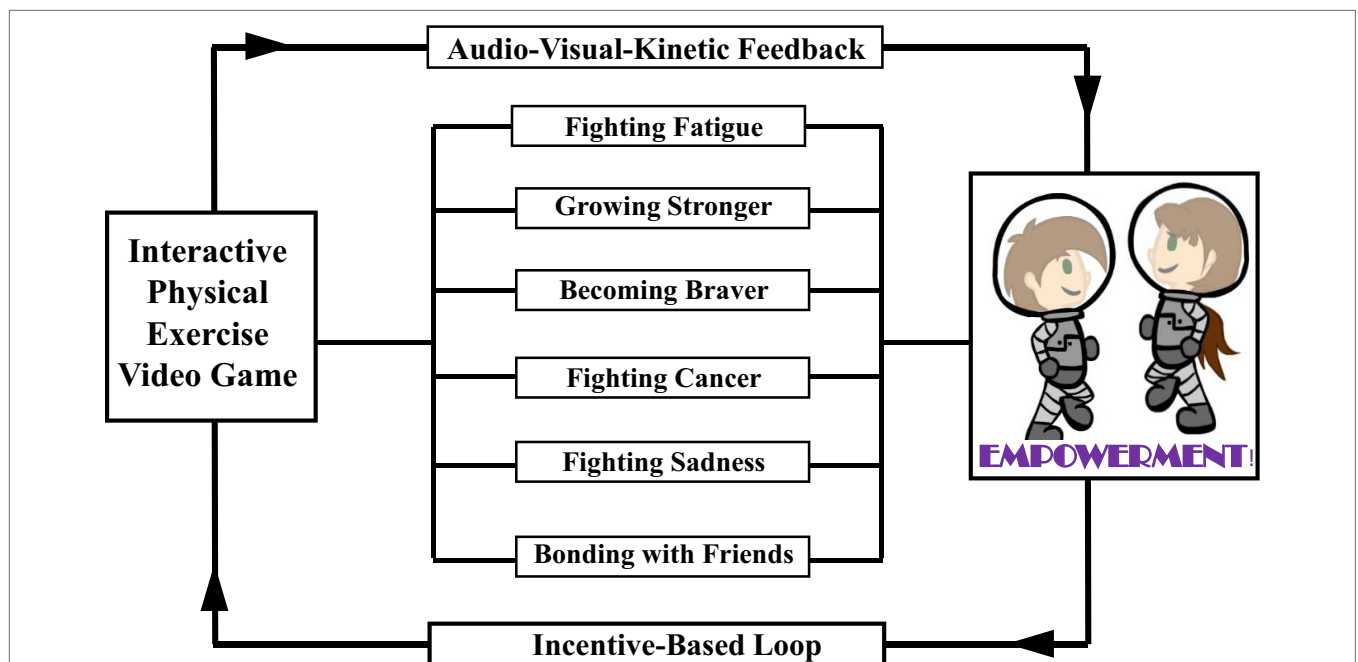 Audio-Visual-Kinetic Feedback
Fighting Fatigue
Growing Stronger
Becoming Braver
Fighting Cancer
Fighting Sadness
Bonding with Friends
Interactive
Physical
Exercise
Video Game
EMPOWERMENT!
Incentive-Based Loop